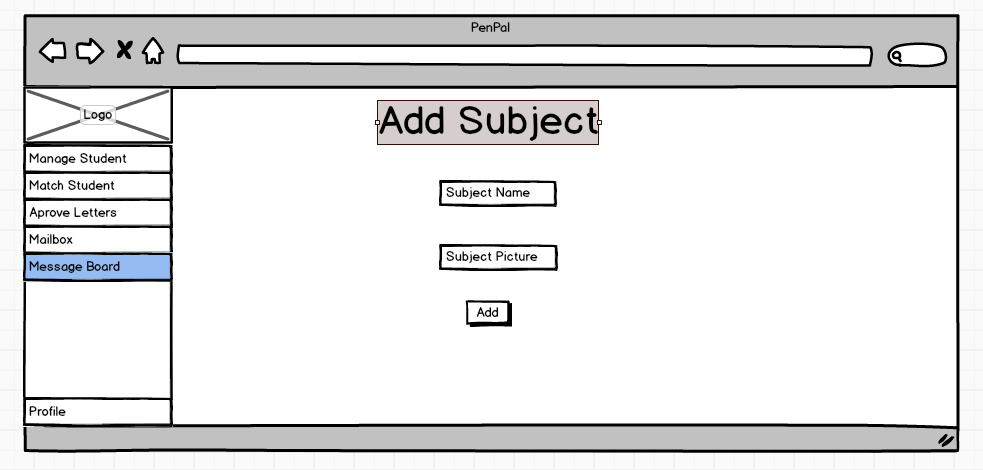 PenPal
Logo
Manage Student
Match Student
Aprove Letters
Mailbox
Message Board
Profile
Add Subject
Subject Name
Subject Picture
Add